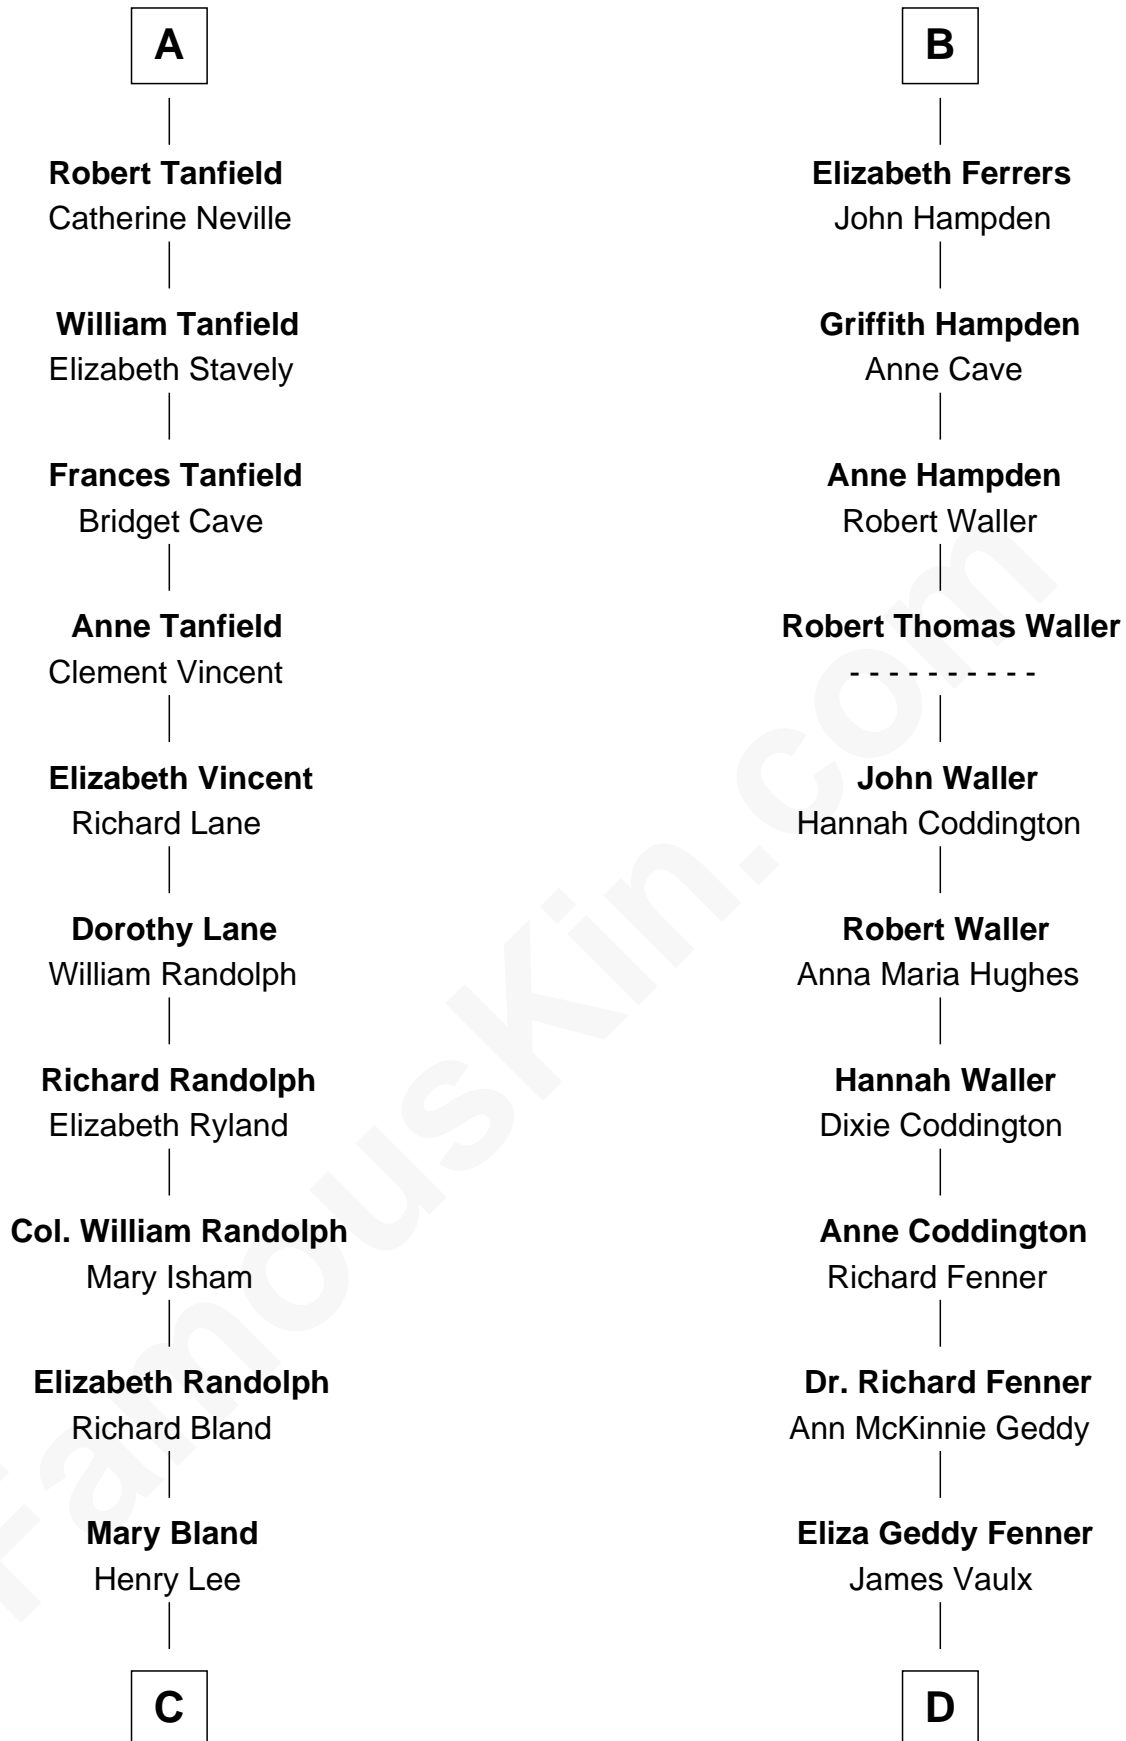 A
Robert Tanfield
Catherine Neville
William Tanfield
Elizabeth Stavely
Frances Tanfield
Bridget Cave
Anne Tanfield
Clement Vincent
Elizabeth Vincent
Richard Lane
Dorothy Lane
William Randolph
Richard Randolph
Elizabeth Ryland
Col. William Randolph
Mary Isham
Elizabeth Randolph
Richard Bland
Mary Bland
Henry Lee
C
B
Elizabeth Ferrers
John Hampden
Griffith Hampden
Anne Cave
Anne Hampden
Robert Waller
Robert Thomas Waller
- - - - - - - - - -
John Waller
Hannah Coddington
Robert Waller
Anna Maria Hughes
Hannah Waller
Dixie Coddington
Anne Coddington
Richard Fenner
Dr. Richard Fenner
Ann McKinnie Geddy
Eliza Geddy Fenner
James Vaulx
D
FamousKin.com